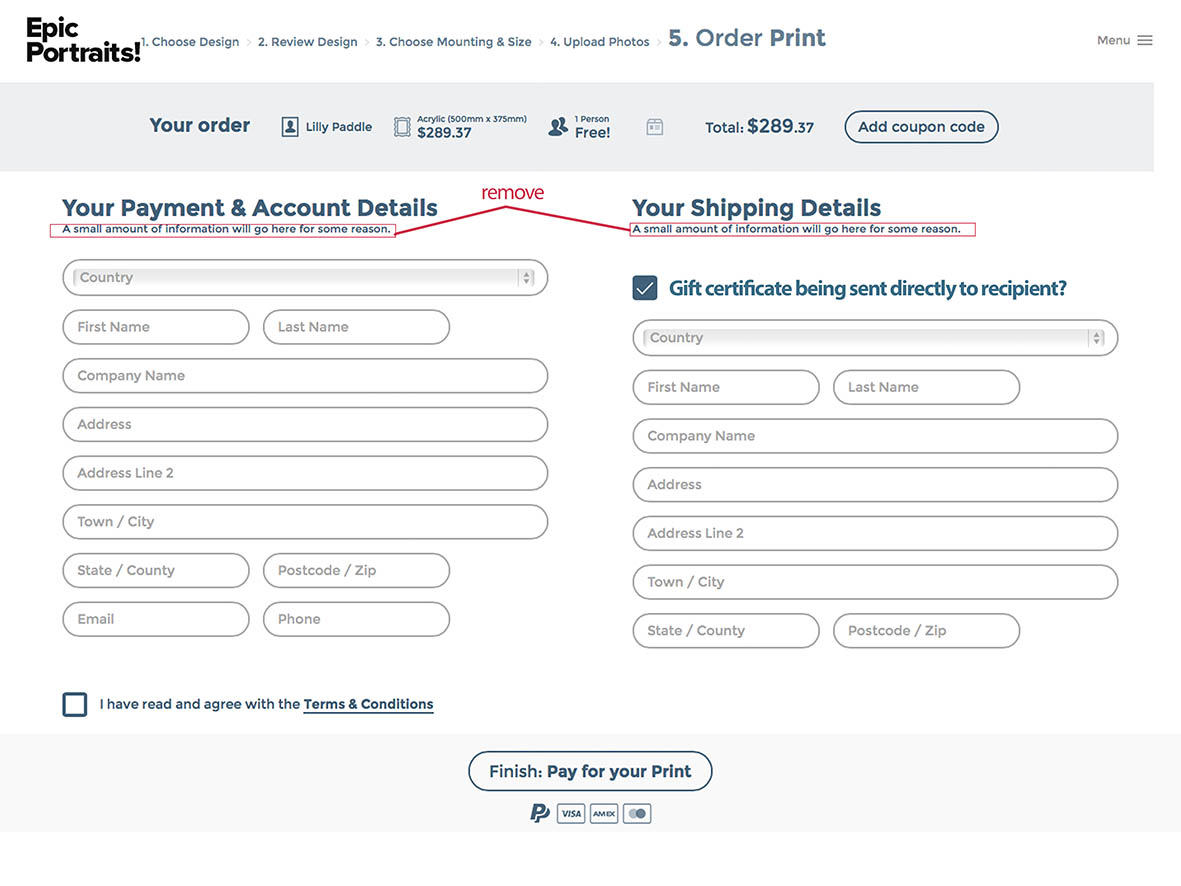 Epic
Portraits!
1. Choose Design > 2. Review Design > 3. Choose Mounting & Size > 4. Upload Photos > 5. Order Print
Menu
Your order
Lilly Paddle
Acrylic (500mm x 375mm)
$289.37
1 Person
Free!
Total: $289.37
Add coupon code
remove
Your Payment & Account Details
A small amount of information will go here for some reason.
Country
First Name
Last Name
Company Name
Address
Address Line 2
Town / City
State / County
Postcode / Zip
Email
Phone
Your Shipping Details
A small amount of information will go here for some reason.
Gift certificate being sent directly to recipient?
Country
First Name
Last Name
Company Name
Address
Address Line 2
Town / City
State / County
Postcode / Zip
I have read and agree with the Terms & Conditions
Finish: Pay for your Print
VISA
AMEX